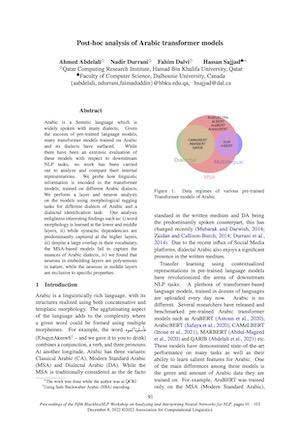 Post-hoc analysis of Arabic transformer models
Ahmed Abdelali◇ Nadir Durrani◇ Fahim Dalvi◇ Hassan Sajjad♣*
◇Qatar Computing Research Institute, Hamad Bin Khalifa University, Qatar
♣Faculty of Computer Science, Dalhousie University, Canada
{aabdelali, ndurrani, faimaduddin}@hbku.edu.qa, hsajjad@dal.ca
Abstract
Arabic is a Semitic language which is
widely spoken with many dialects. Given
the success of pre-trained language models,
many transformer models trained on Arabic
and its dialects have surfaced. While
there have been an extrinsic evaluation of
these models with respect to downstream
NLP tasks, no work has been carried
out to analyze and compare their internal
representations. We probe how linguistic
information is encoded in the transformer
models, trained on different Arabic dialects.
We perform a layer and neuron analysis
on the models using morphological tagging
tasks for different dialects of Arabic and a
dialectal identification task. Our analysis
enlightens interesting findings such as: i) word
morphology is learned at the lower and middle
layers, ii) while syntactic dependencies are
predominantly captured at the higher layers,
iii) despite a large overlap in their vocabulary,
the MSA-based models fail to capture the
nuances of Arabic dialects, iv) we found that
neurons in embedding layers are polysemous
in nature, while the neurons in middle layers
are exclusive to specific properties.
1 Introduction
Arabic is a linguistically rich language, with its
structures realized using both concatenative and
templatic morphology. The agglutinating aspect
of the language adds to the complexity where
a given word could be formed using multiple
morphemes. For example, the word
– and we gave it to you to drink)
combines a conjunction, a verb, and three pronouns.
At another longitude, Arabic has three variants:
Classical Arabic (CA), Modern Standard Arabic
(MSA) and Dialectal Arabic (DA). While the
MSA is traditionally considered as the de facto
*The work was done while the author was at QCRI
¹Using Safe Buckwalter Arabic (SBA) encoding.
Dialectal
Multilingual
MSA
Figure 1: Data regimes of various pre-trained
Transformer models of Arabic
standard in the written medium and DA being
the predominantly spoken counterpart, this has
changed recently (Mubarak and Darwish, 2014;
Zaidan and Callison-Burch, 2014; Durrani et al.,
2014). Due to the recent influx of Social Media
platforms, dialectal Arabic also enjoys a significant
presence in the written medium.
Transfer learning using contextualized
representations in pre-trained language models
have revolutionized the arena of downstream
NLP tasks. A plethora of transformer-based
language models, trained in dozens of languages
are uploaded every day now. Arabic is no
different. Several researchers have released and
benchmarked pre-trained Arabic transformer
models such as AraBERT (Antoun et al., 2020),
ArabicBERT (Safaya et al., 2020), CAMeLBERT
(Inoue et al., 2021), MARBERT (Abdul-Mageed
et al., 2020) and QARIB (Abdelali et al., 2021) etc.
These models have demonstrated state-of-the-art
performance on many tasks as well as their
ability to learn salient features for Arabic. One
of the main differences among these models is
the genre and amount of Arabic data they are
trained on. For example, AraBERT was trained
only on the MSA (Modern Standard Arabic),
91
Proceedings of the Fifth BlackboxNLP Workshop on Analyzing and Interpreting Neural Networks for NLP, pages 91 - 103
December 8, 2022 ©2022 Association for Computational Linguistics